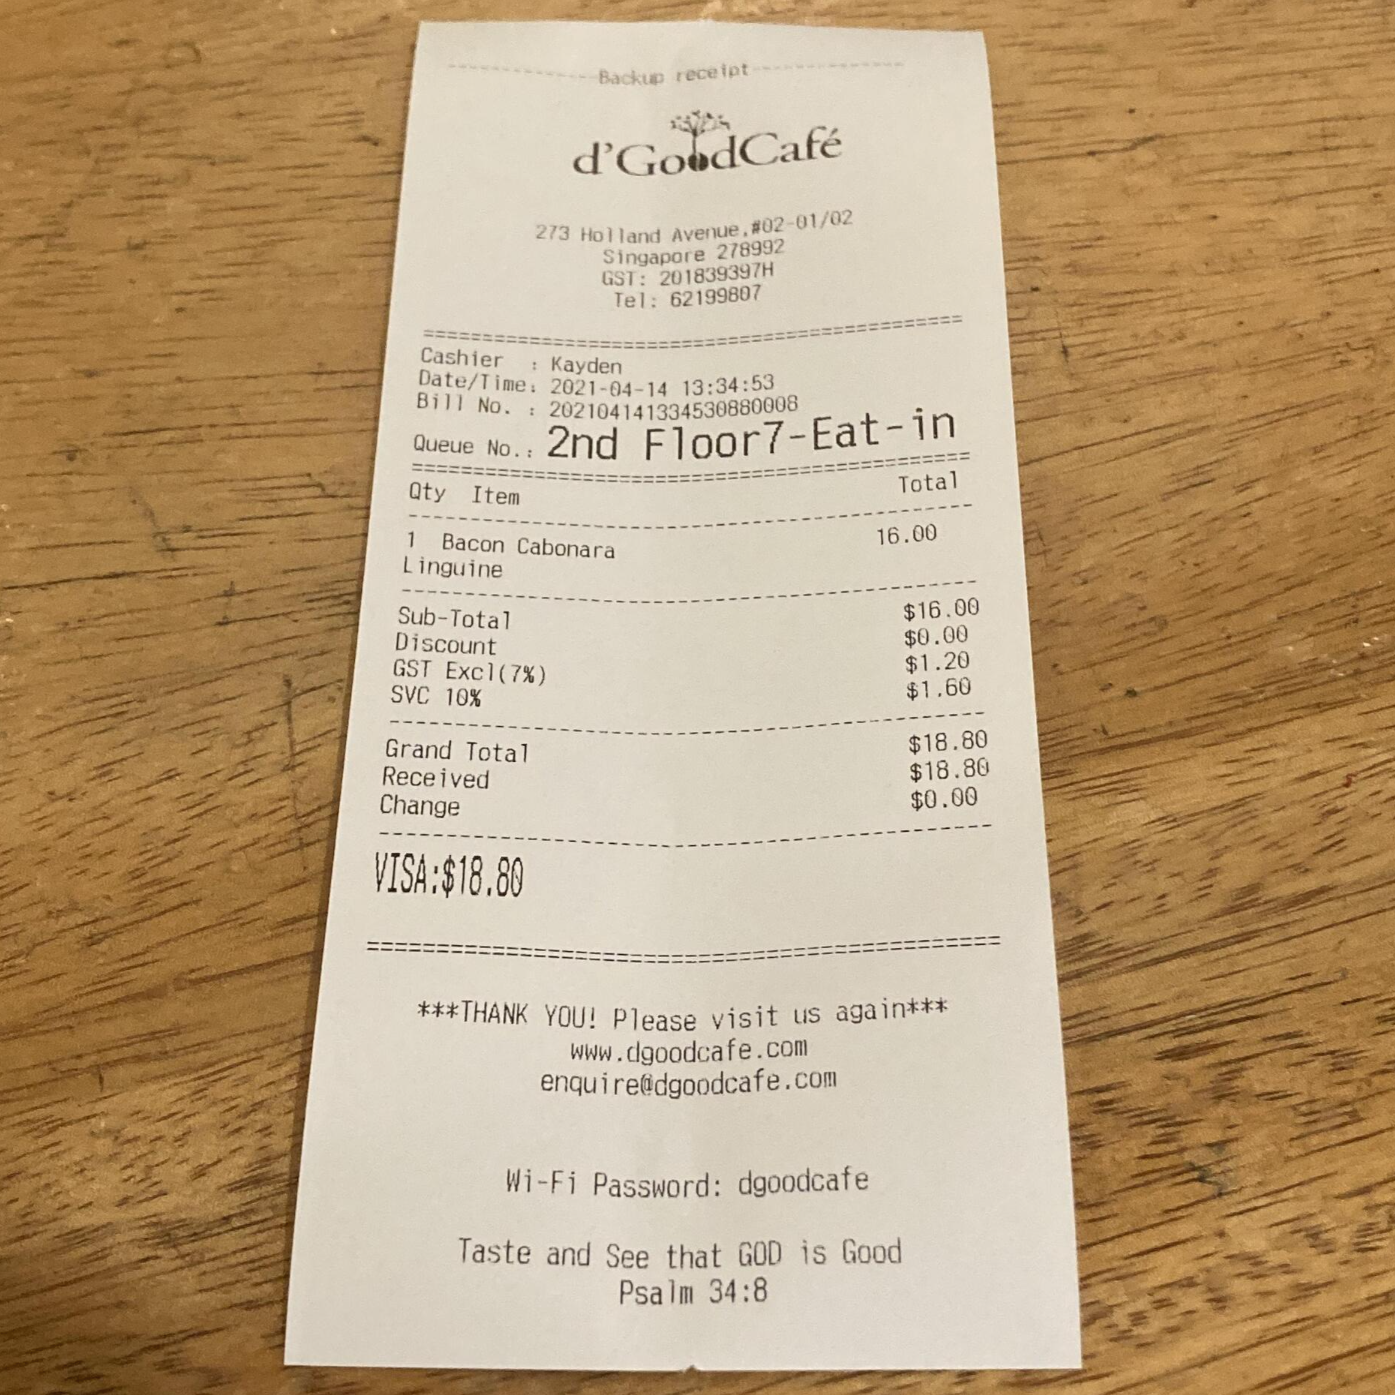 Backup receipt
d'GoodCafé
273 Holland Avenue,#02-01/02
Singapore 278992
GST: 201839397H
Tel: 62199807
Cashier : Kayden
Date/Time: 2021-04-14 13:34:53
Bill No. : 202104141334530880008
Queue No.: 2nd Floor7-Eat-in
Qty Item Total
1 Bacon Cabonara 16.00
Linguine
Sub-Total $16.00
Discount $0.00
GST Excl(7%) $1.20
SVC 10% $1.60
Grand Total $18.80
Received $18.80
Change $0.00
VISA:$18.80
***THANK YOU! Please visit us again***
www.dgoodcafe.com
enquire@dgoodcafe.com
Wi-Fi Password: dgoodcafe
Taste and See that GOD is Good
Psalm 34:8